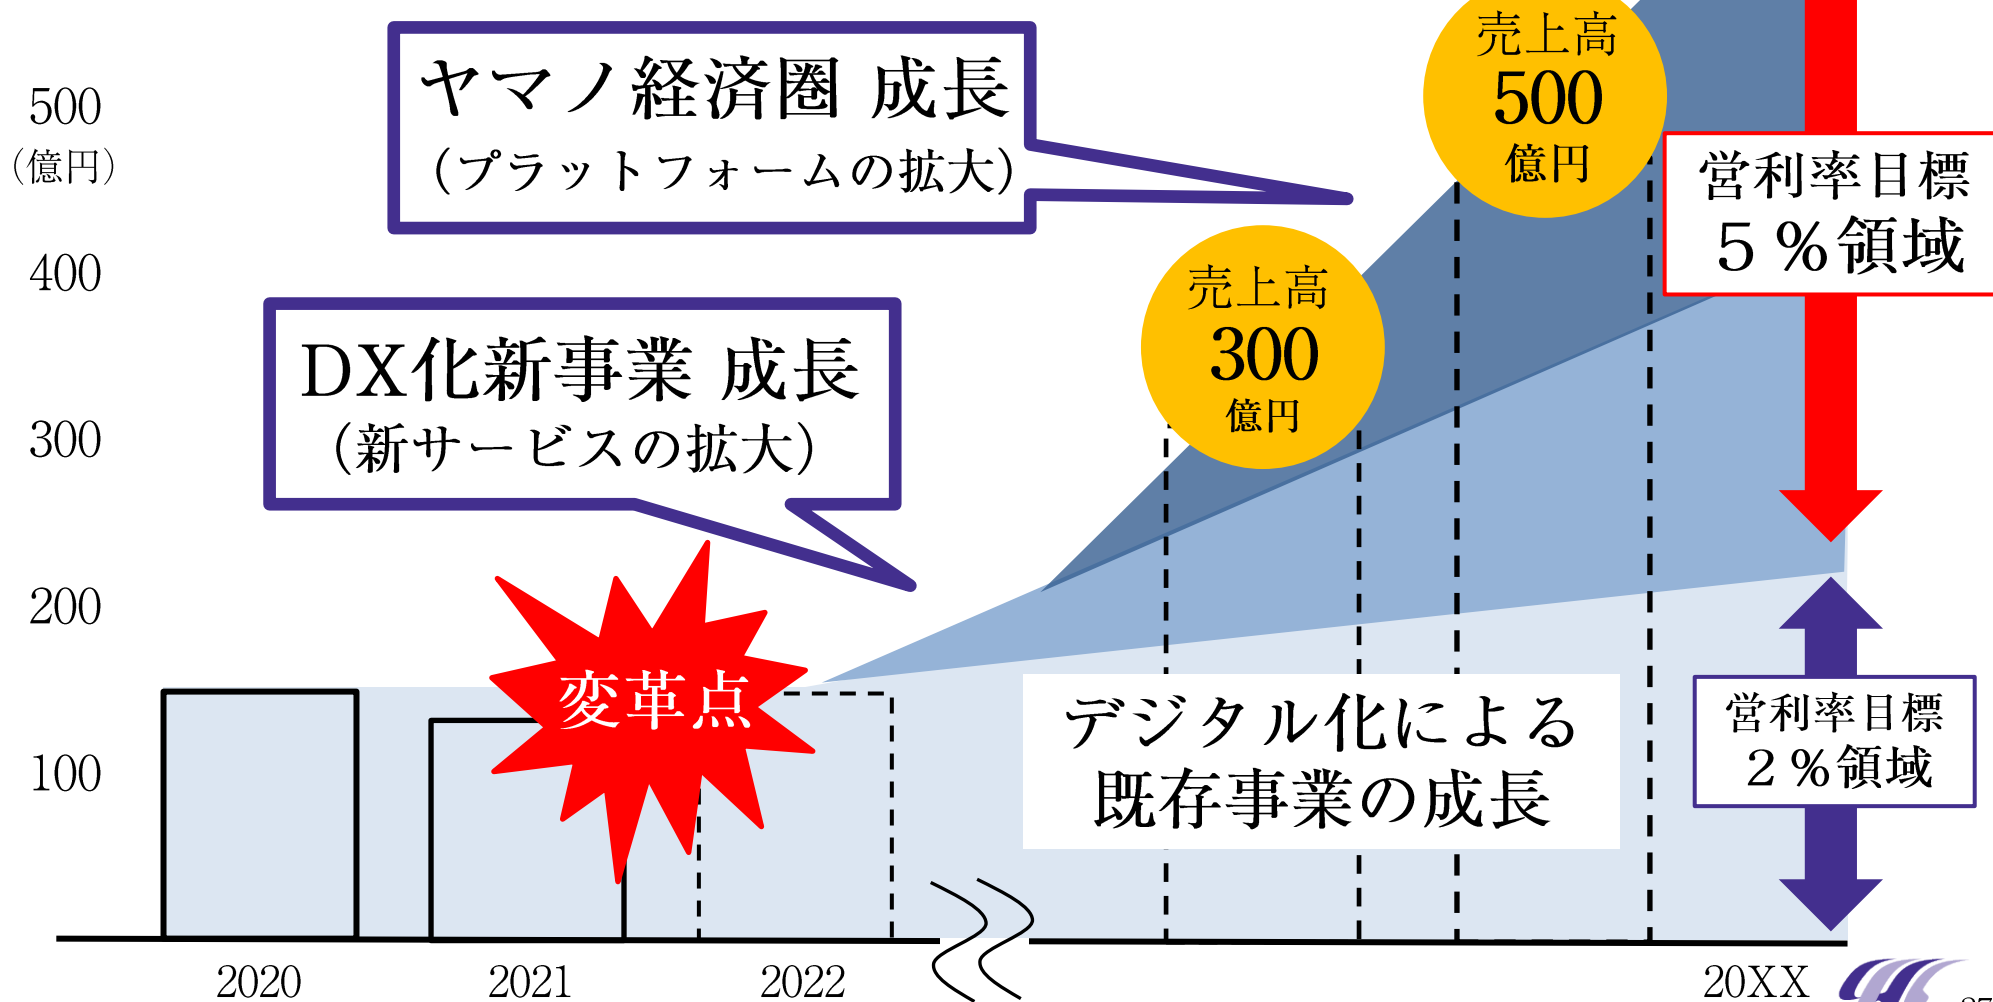 500
（億円）
400
300
200
100
ヤマノ経済圏 成長
（プラットフォームの拡大）
DX化新事業 成長
（新サービスの拡大）
変革点
売上高
300
億円
売上高
500
億円
営利率目標
５％領域
デジタル化による
既存事業の成長
営利率目標
２％領域
2020
2021
2022
20XX